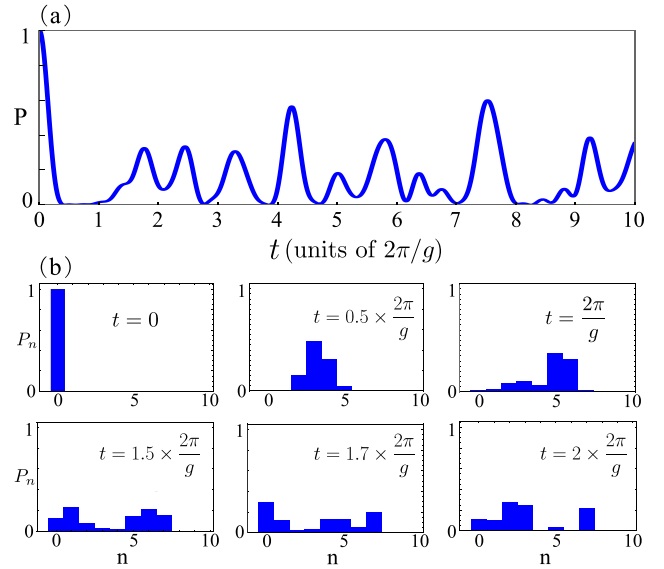 (a)
1
P
0
0 1 2 3 4 5 6 7 8 9 10
t (units of 2π/g)
(b)
1 1 1
P_n t = 0 t = 0.5 × 2π/g t = 2π/g
0 0 0
0 10 0 5 10 0 5 10
1 1 1
P_n t = 1.5 × 2π/g t = 1.7 × 2π/g t = 2 × 2π/g
0 0 0
0 5 10 0 5 10 0 5 10
n n n